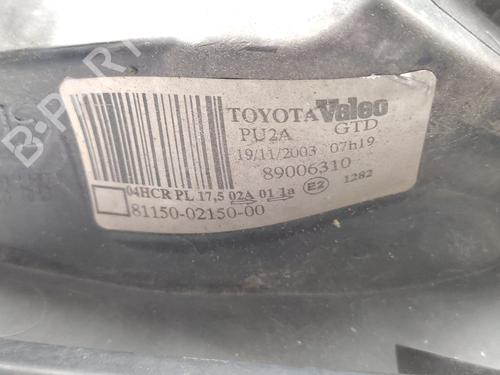 TOYOTA Valeo
PU2A GTD
19/11/2003 07h19
89006310
04HCR PL 17,5 02A 01 1a E2 1282
81150-02150-00
B-PARTS